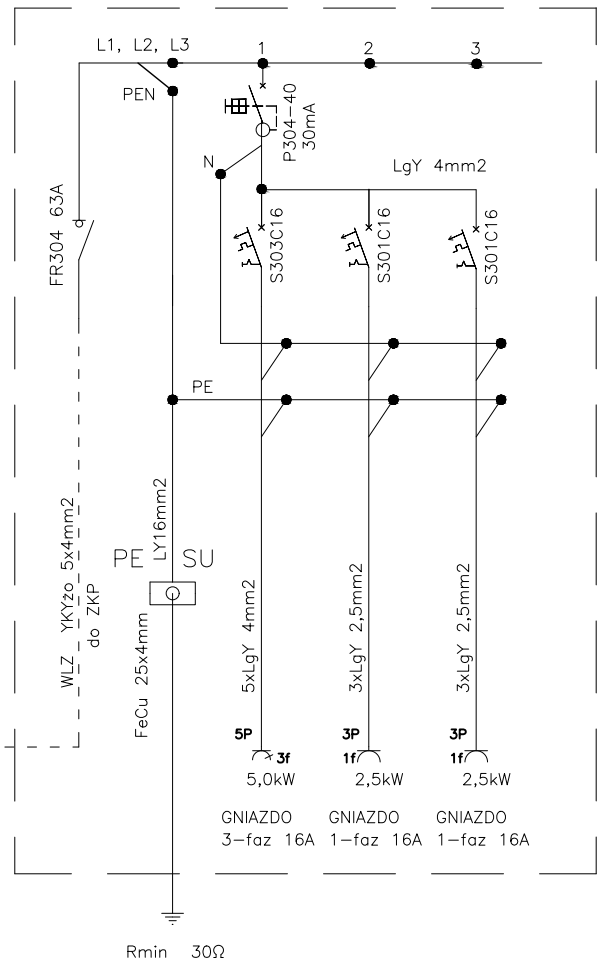 L1, L2, L3
1
2
3
PEN
P304-40
30mA
N
LgY 4mm2
FR304 63A
S303C16
S301C16
S301C16
PE
LY16mm2
PE SU
WLZ YKYżo 5x4mm2
do ZKP
FeCu 25x4mm
5xLgY 4mm2
3xLgY 2,5mm2
3xLgY 2,5mm2
5P
3f
5,0kW
3P
1f
2,5kW
3P
1f
2,5kW
GNIAZDO
3-faz 16A
GNIAZDO
1-faz 16A
GNIAZDO
1-faz 16A
Rmin 30Ω